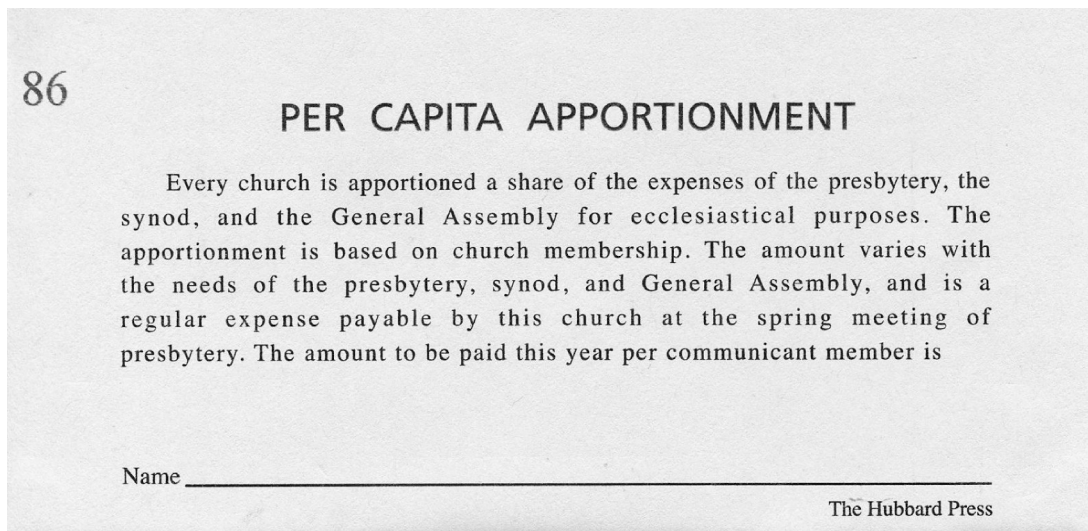 86
PER CAPITA APPORTIONMENT
Every church is apportioned a share of the expenses of the presbytery, the
synod, and the General Assembly for ecclesiastical purposes. The
apportionment is based on church membership. The amount varies with
the needs of the presbytery, synod, and General Assembly, and is a
regular expense payable by this church at the spring meeting of
presbytery. The amount to be paid this year per communicant member is
Name
The Hubbard Press